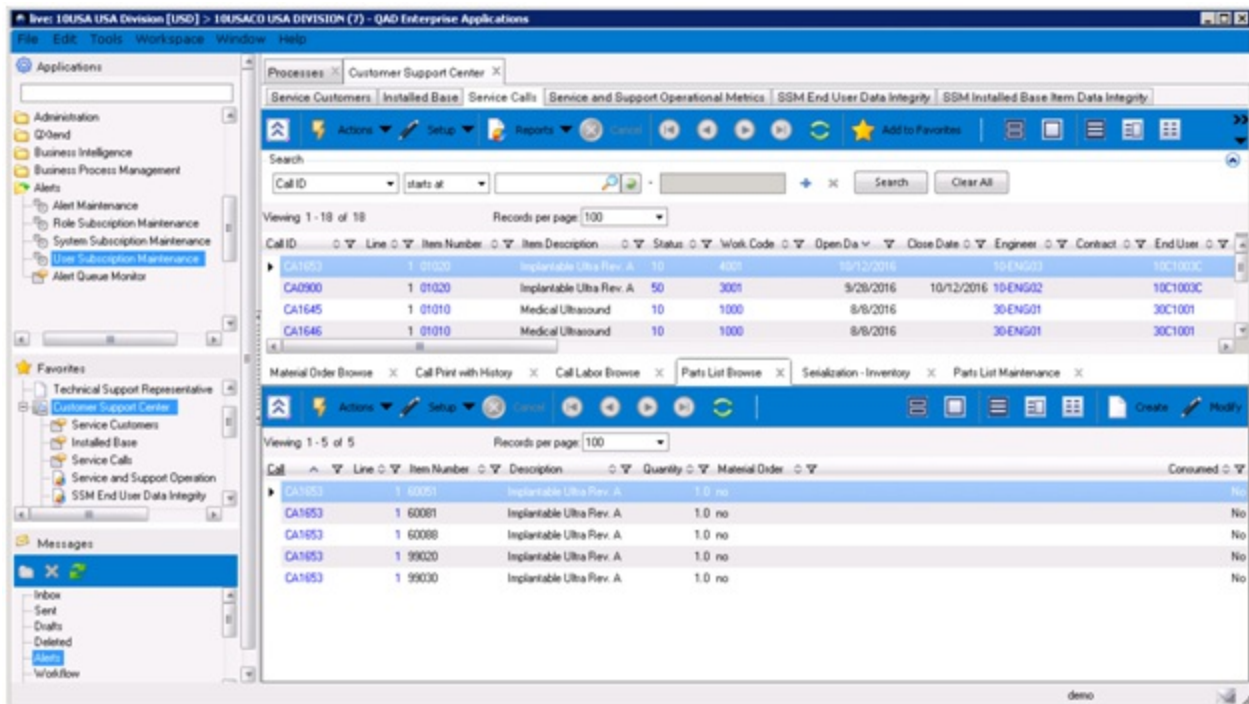 live: 10USA USA Division [USD] > 10USACO USA DIVISION (7) - QAD Enterprise Applications
File Edit Tools Workspace Window Help
Applications
Administration
QXtend
Business Intelligence
Business Process Management
Alerts
Alert Maintenance
Role Subscription Maintenance
System Subscription Maintenance
User Subscription Maintenance
Alert Queue Monitor
Favorites
Technical Support Representative
Customer Support Center
Service Customers
Installed Base
Service Calls
Service and Support Operation
SSM End User Data Integrity
Messages
Inbox
Sent
Drafts
Deleted
Alerts
Workflow
Processes Customer Support Center
Service Customers Installed Base Service Calls Service and Support Operational Metrics SSM End User Data Integrity SSM Installed Base Item Data Integrity
Actions Setup Reports Cancel Add to Favorites
Search
Call ID starts at - Search Clear All
Viewing 1 - 18 of 18 Records per page: 100
Call ID Line Item Number Item Description Status Work Code Open Da Close Date Engineer Contract End User
CA1653 1 01020 Implantable Ultra Rev. A 10 4001 10/12/2016 10-ENG03 10C1003C
CA0900 1 01020 Implantable Ultra Rev. A 50 3001 9/28/2016 10/12/2016 10-ENG02 10C1003C
CA1645 1 01010 Medical Ultrasound 10 1000 8/8/2016 30-ENG01 30C1001
CA1646 1 01010 Medical Ultrasound 10 1000 8/8/2016 30-ENG01 30C1001
Material Order Browse Call Print with History Call Labor Browse Parts List Browse Serialization - Inventory Parts List Maintenance
Actions Setup Cancel Create Modify
Viewing 1 - 5 of 5 Records per page: 100
Call Line Item Number Description Quantity Material Order Consumed
CA1653 1 60051 Implantable Ultra Rev. A 1.0 no No
CA1653 1 60081 Implantable Ultra Rev. A 1.0 no No
CA1653 1 60088 Implantable Ultra Rev. A 1.0 no No
CA1653 1 99020 Implantable Ultra Rev. A 1.0 no No
CA1653 1 99030 Implantable Ultra Rev. A 1.0 no No
demo